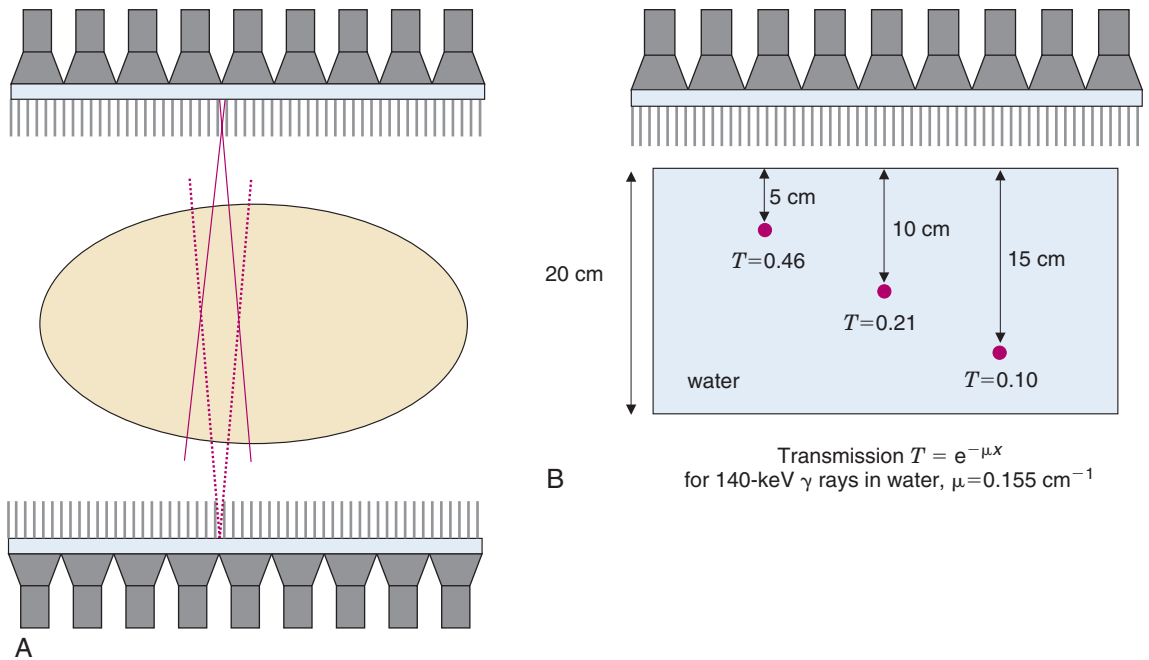 A
20 cm
5 cm
10 cm
15 cm
T=0.46
T=0.21
T=0.10
water
B
Transmission T = e^−μx
for 140-keV γ rays in water, μ=0.155 cm⁻¹